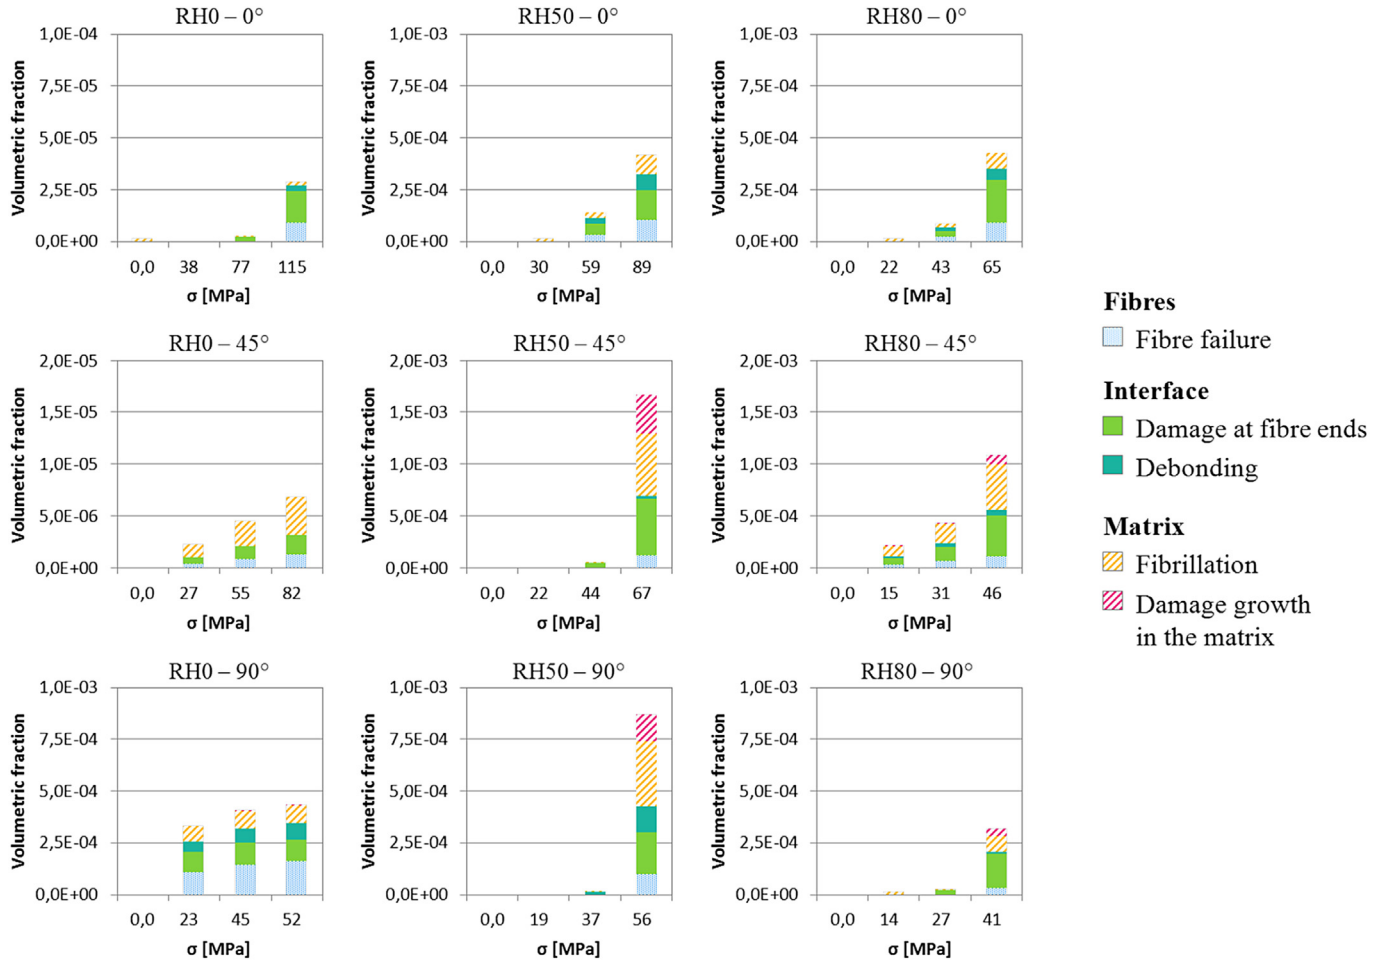 RH0 – 0°
Volumetric fraction
1,0E-04
7,5E-05
5,0E-05
2,5E-05
0,0E+00
0,0 38 77 115
σ [MPa]
RH50 – 0°
Volumetric fraction
1,0E-03
7,5E-04
5,0E-04
2,5E-04
0,0E+00
0,0 30 59 89
σ [MPa]
RH80 – 0°
Volumetric fraction
1,0E-03
7,5E-04
5,0E-04
2,5E-04
0,0E+00
0,0 22 43 65
σ [MPa]
RH0 – 45°
Volumetric fraction
2,0E-05
1,5E-05
1,0E-05
5,0E-06
0,0E+00
0,0 27 55 82
σ [MPa]
RH50 – 45°
Volumetric fraction
2,0E-03
1,5E-03
1,0E-03
5,0E-04
0,0E+00
0,0 22 44 67
σ [MPa]
RH80 – 45°
Volumetric fraction
2,0E-03
1,5E-03
1,0E-03
5,0E-04
0,0E+00
0,0 15 31 46
σ [MPa]
RH0 – 90°
Volumetric fraction
1,0E-03
7,5E-04
5,0E-04
2,5E-04
0,0E+00
0,0 23 45 52
σ [MPa]
RH50 – 90°
Volumetric fraction
1,0E-03
7,5E-04
5,0E-04
2,5E-04
0,0E+00
0,0 19 37 56
σ [MPa]
RH80 – 90°
Volumetric fraction
1,0E-03
7,5E-04
5,0E-04
2,5E-04
0,0E+00
0,0 14 27 41
σ [MPa]
Fibres
Fibre failure
Interface
Damage at fibre ends
Debonding
Matrix
Fibrillation
Damage growth
in the matrix